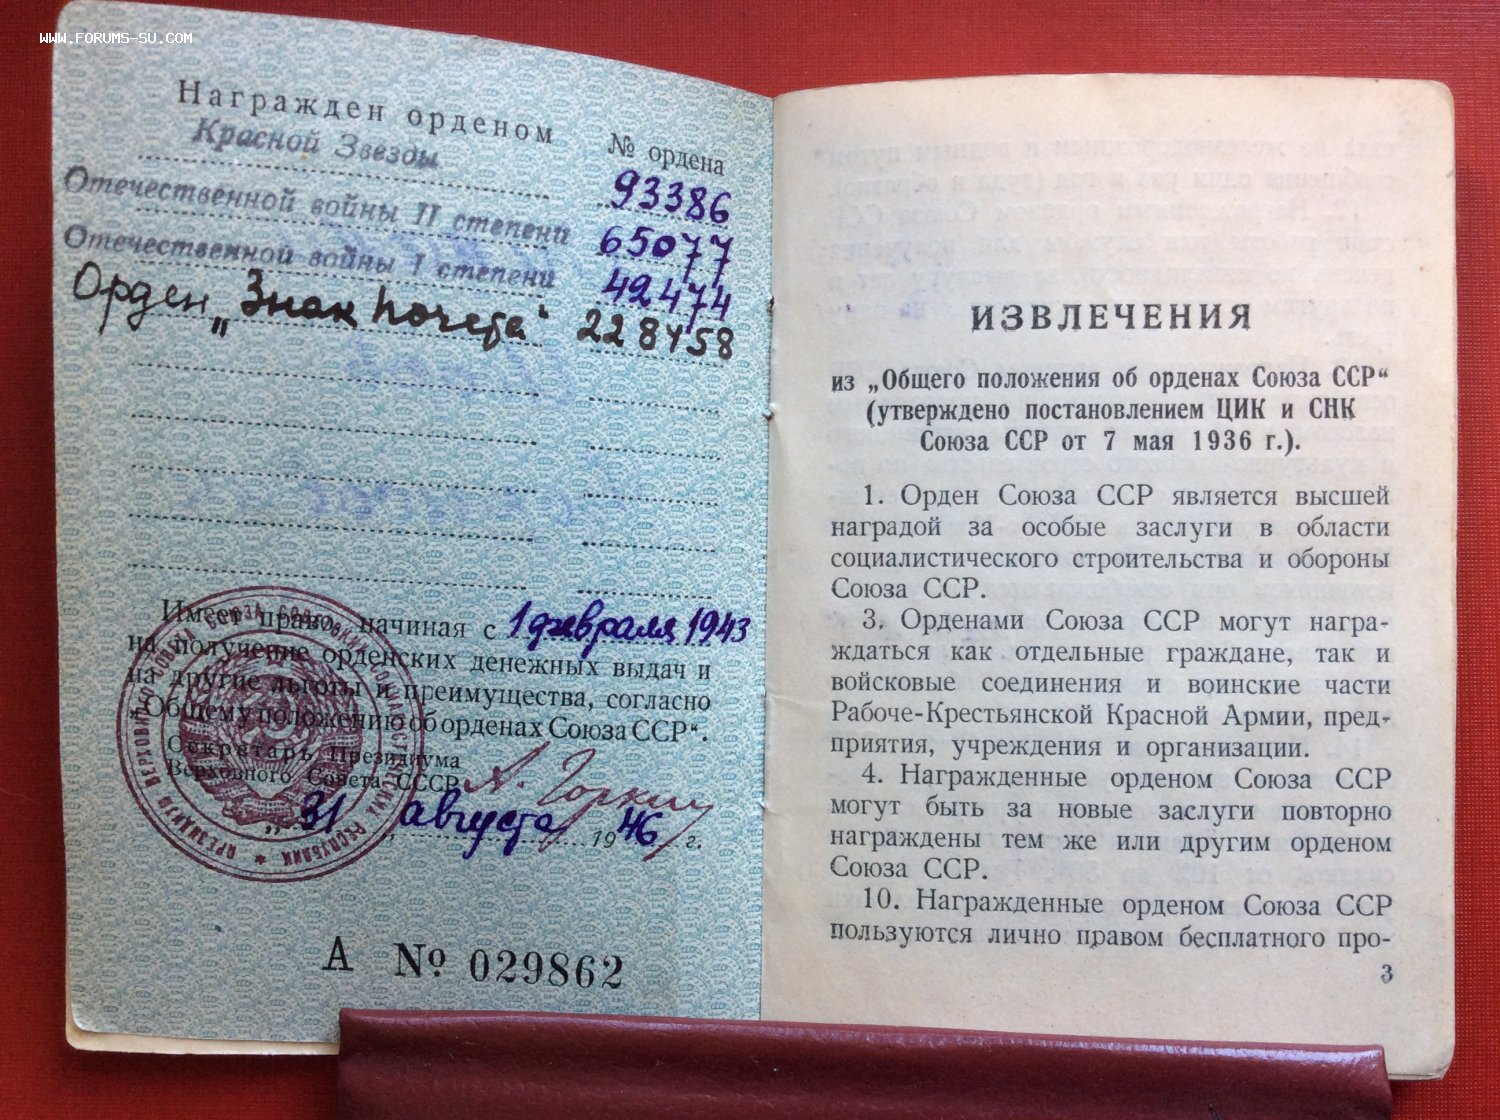 WWW.FORUMS-SU.COM
Награжден орденом
№ ордена
Красной Звезды
93386
Отечественной войны II степени
65077
Отечественной войны I степени
42474
Орден „Знак Почета“ 228458
Имеет право, начиная с 1 февраля 1943
на получение орденских денежных выдач и
на другие льготы и преимущества, согласно
„Общему положению об орденах Союза ССР“.
Секретарь Президиума
Верховного Совета СССР А. Горкин
„ 31 “ августа 1946 г.
ПРЕЗИДИУМ ВЕРХОВНОГО СОВЕТА СОЮЗА СОВЕТСКИХ СОЦИАЛИСТИЧЕСКИХ РЕСПУБЛИК
А № 029862
ИЗВЛЕЧЕНИЯ
из „Общего положения об орденах Союза ССР“
(утверждено постановлением ЦИК и СНК
Союза ССР от 7 мая 1936 г.).
1. Орден Союза ССР является высшей
наградой за особые заслуги в области
социалистического строительства и обороны
Союза ССР.
3. Орденами Союза ССР могут награ-
ждаться как отдельные граждане, так и
войсковые соединения и воинские части
Рабоче-Крестьянской Красной Армии, пред-
приятия, учреждения и организации.
4. Награжденные орденом Союза ССР
могут быть за новые заслуги повторно
награждены тем же или другим орденом
Союза ССР.
10. Награжденные орденом Союза ССР
пользуются лично правом бесплатного про-
3